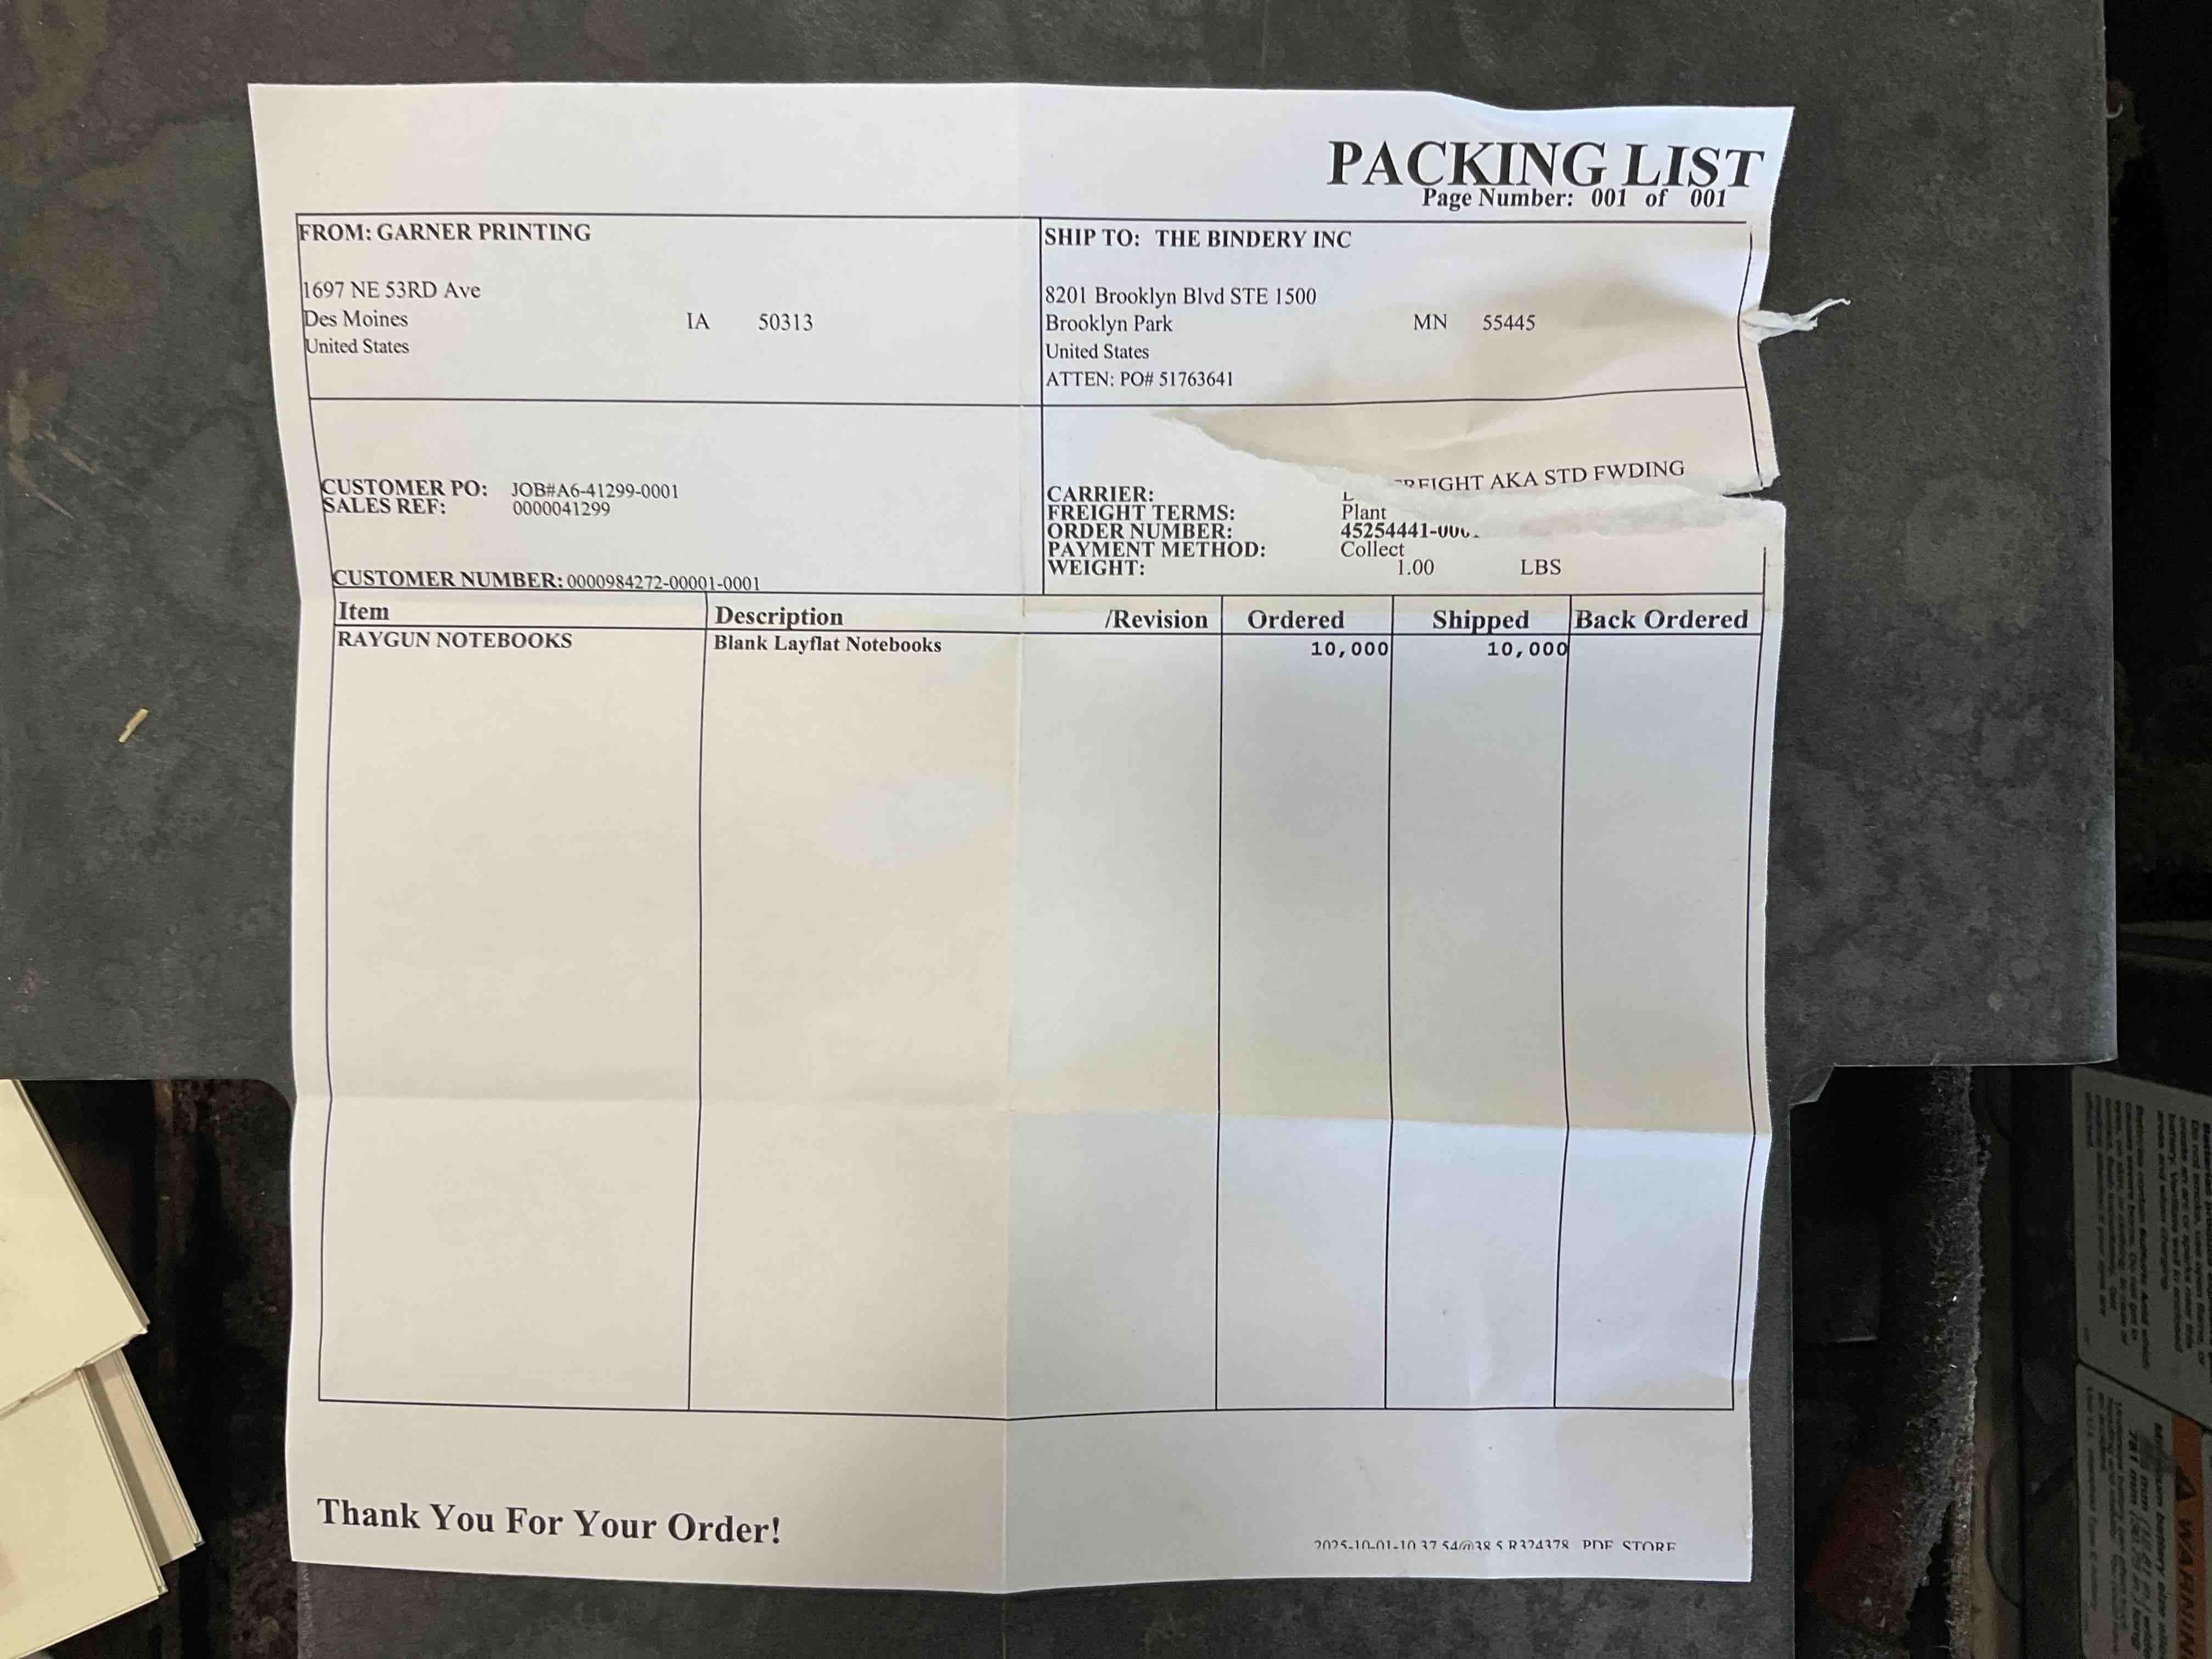 PACKING LIST
Page Number: 001 of 001
FROM: GARNER PRINTING
1697 NE 53RD Ave
Des Moines IA 50313
United States
SHIP TO: THE BINDERY INC
8201 Brooklyn Blvd STE 1500
Brooklyn Park MN 55445
United States
ATTEN: PO# 51763641
CUSTOMER PO: JOB#A6-41299-0001
SALES REF: 0000041299
CUSTOMER NUMBER: 0000984272-00001-0001
CARRIER: AKA STD FWDING
FREIGHT TERMS: Plant
ORDER NUMBER:
PAYMENT METHOD: Collect
WEIGHT: 1.00 LBS
Item Description /Revision Ordered Shipped Back Ordered
RAYGUN NOTEBOOKS Blank Layflat Notebooks 10,000 10,000
Thank You For Your Order!
PDF STORE
WARNING